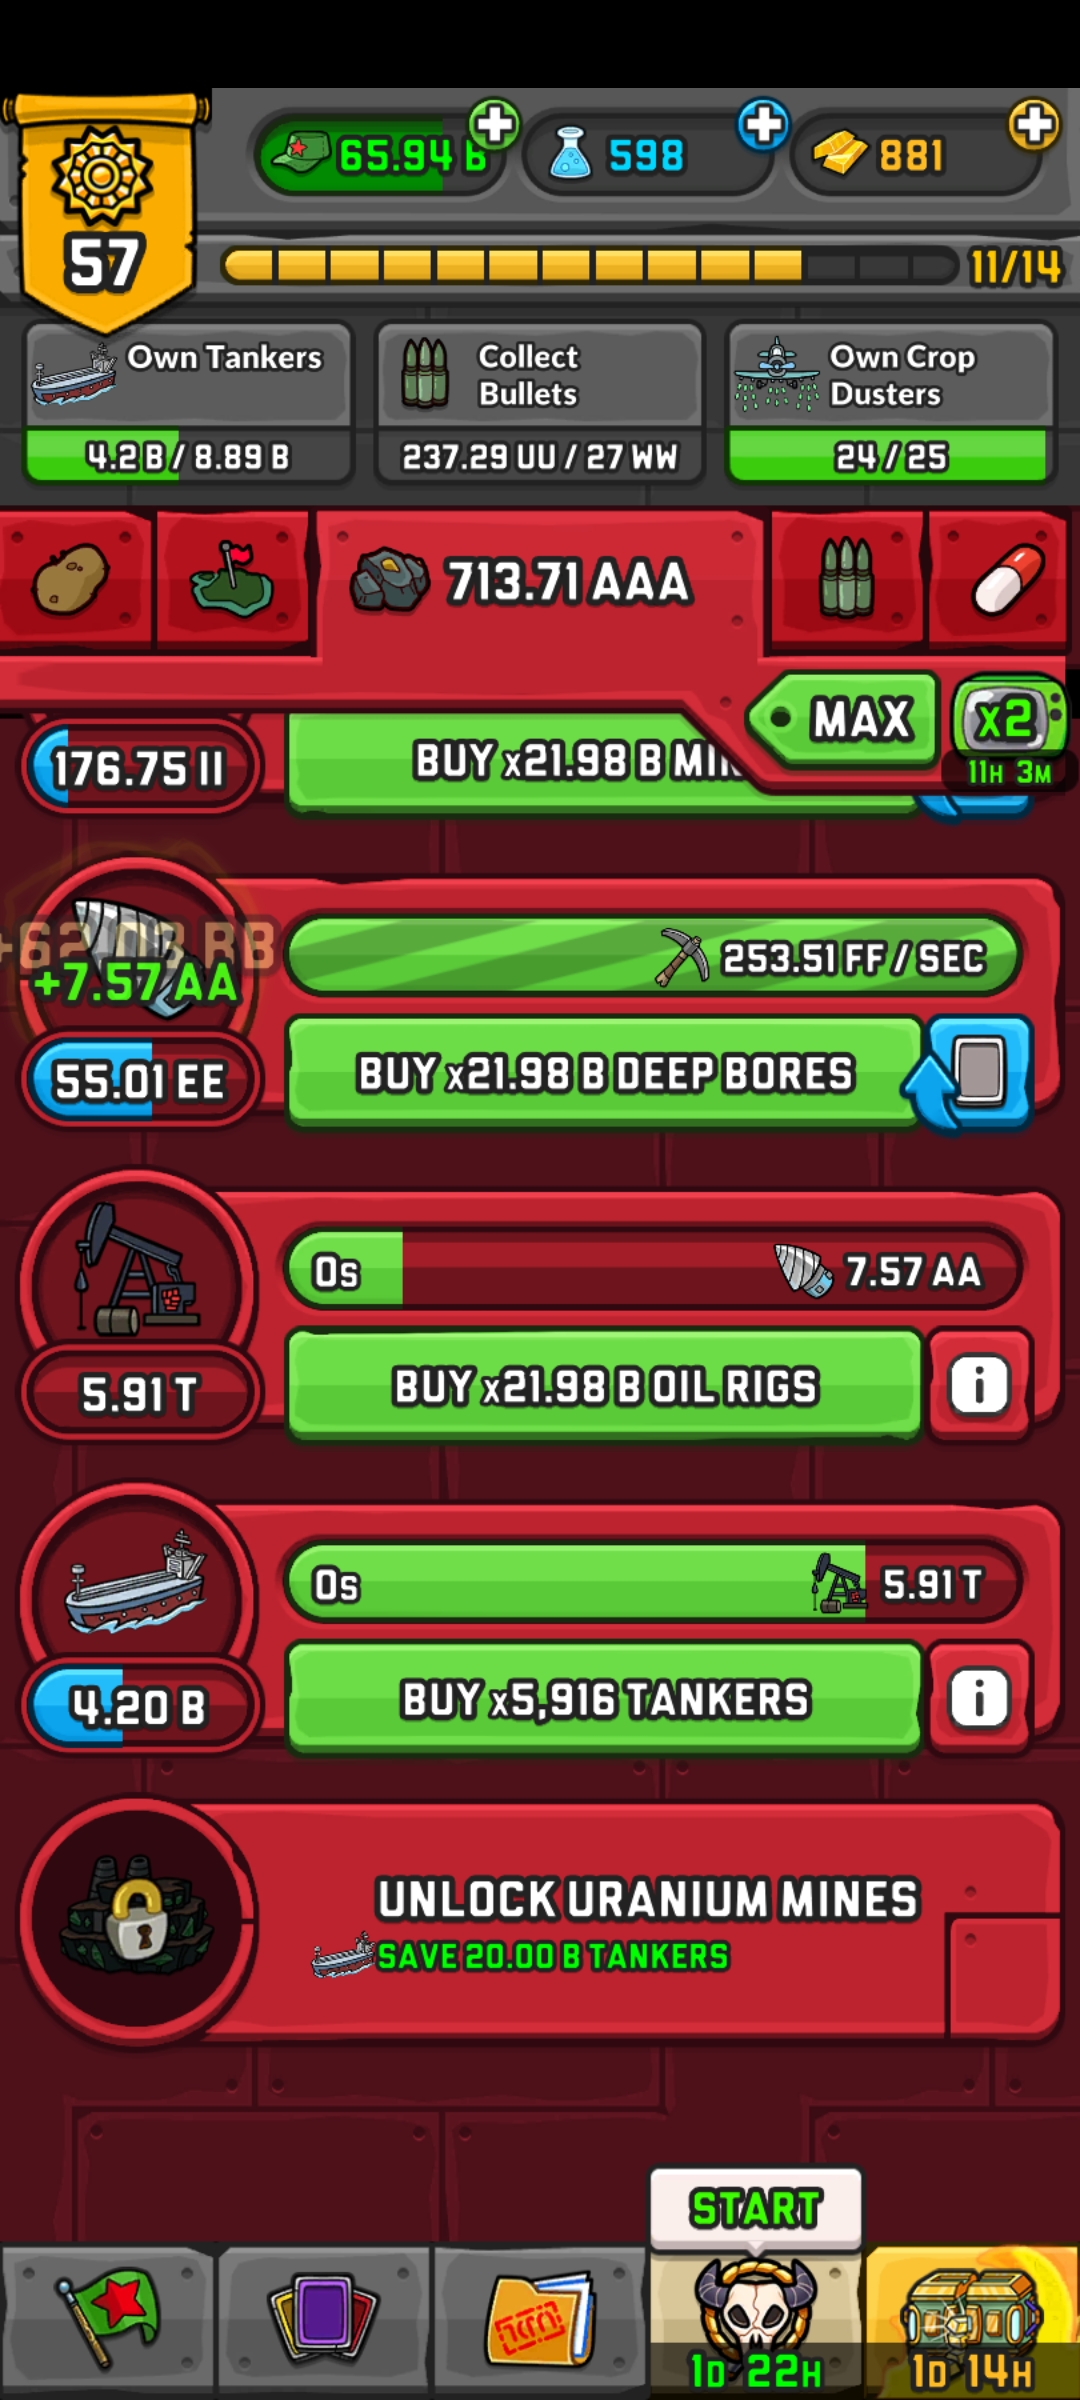 65.94 B
598
881
57
11/14
Own Tankers
4.2 B / 8.89 B
Collect
Bullets
237.29 UU / 27 WW
Own Crop
Dusters
24 / 25
713.71 AAA
MAX
x2
11H 3M
176.75 II
BUY x21.98 B
+7.57 AA
253.51 FF / SEC
55.01 EE
BUY x21.98 B DEEP BORES
0s
7.57 AA
5.91 T
BUY x21.98 B OIL RIGS
i
0s
5.91 T
4.20 B
BUY x5,916 TANKERS
i
UNLOCK URANIUM MINES
SAVE 20.00 B TANKERS
START
1D 22H
1D 14H